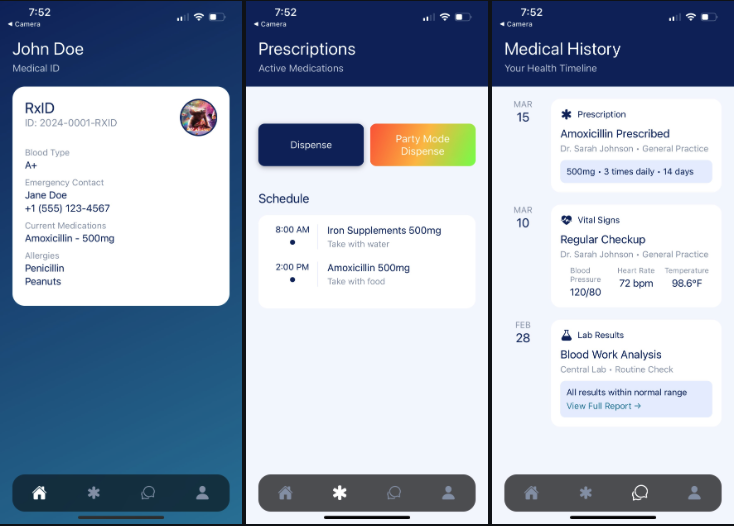 7:52
Camera
John Doe
Medical ID
RxID
ID: 2024-0001-RXID
Blood Type
A+
Emergency Contact
Jane Doe
+1 (555) 123-4567
Current Medications
Amoxicillin - 500mg
Allergies
Penicillin
Peanuts
7:52
Camera
Prescriptions
Active Medications
Dispense
Party Mode
Dispense
Schedule
8:00 AM
Iron Supplements 500mg
Take with water
2:00 PM
Amoxicillin 500mg
Take with food
7:52
Camera
Medical History
Your Health Timeline
MAR
15
Prescription
Amoxicillin Prescribed
Dr. Sarah Johnson • General Practice
500mg • 3 times daily • 14 days
MAR
10
Vital Signs
Regular Checkup
Dr. Sarah Johnson • General Practice
Blood
Pressure
120/80
Heart Rate
72 bpm
Temperature
98.6°F
FEB
28
Lab Results
Blood Work Analysis
Central Lab • Routine Check
All results within normal range
View Full Report →